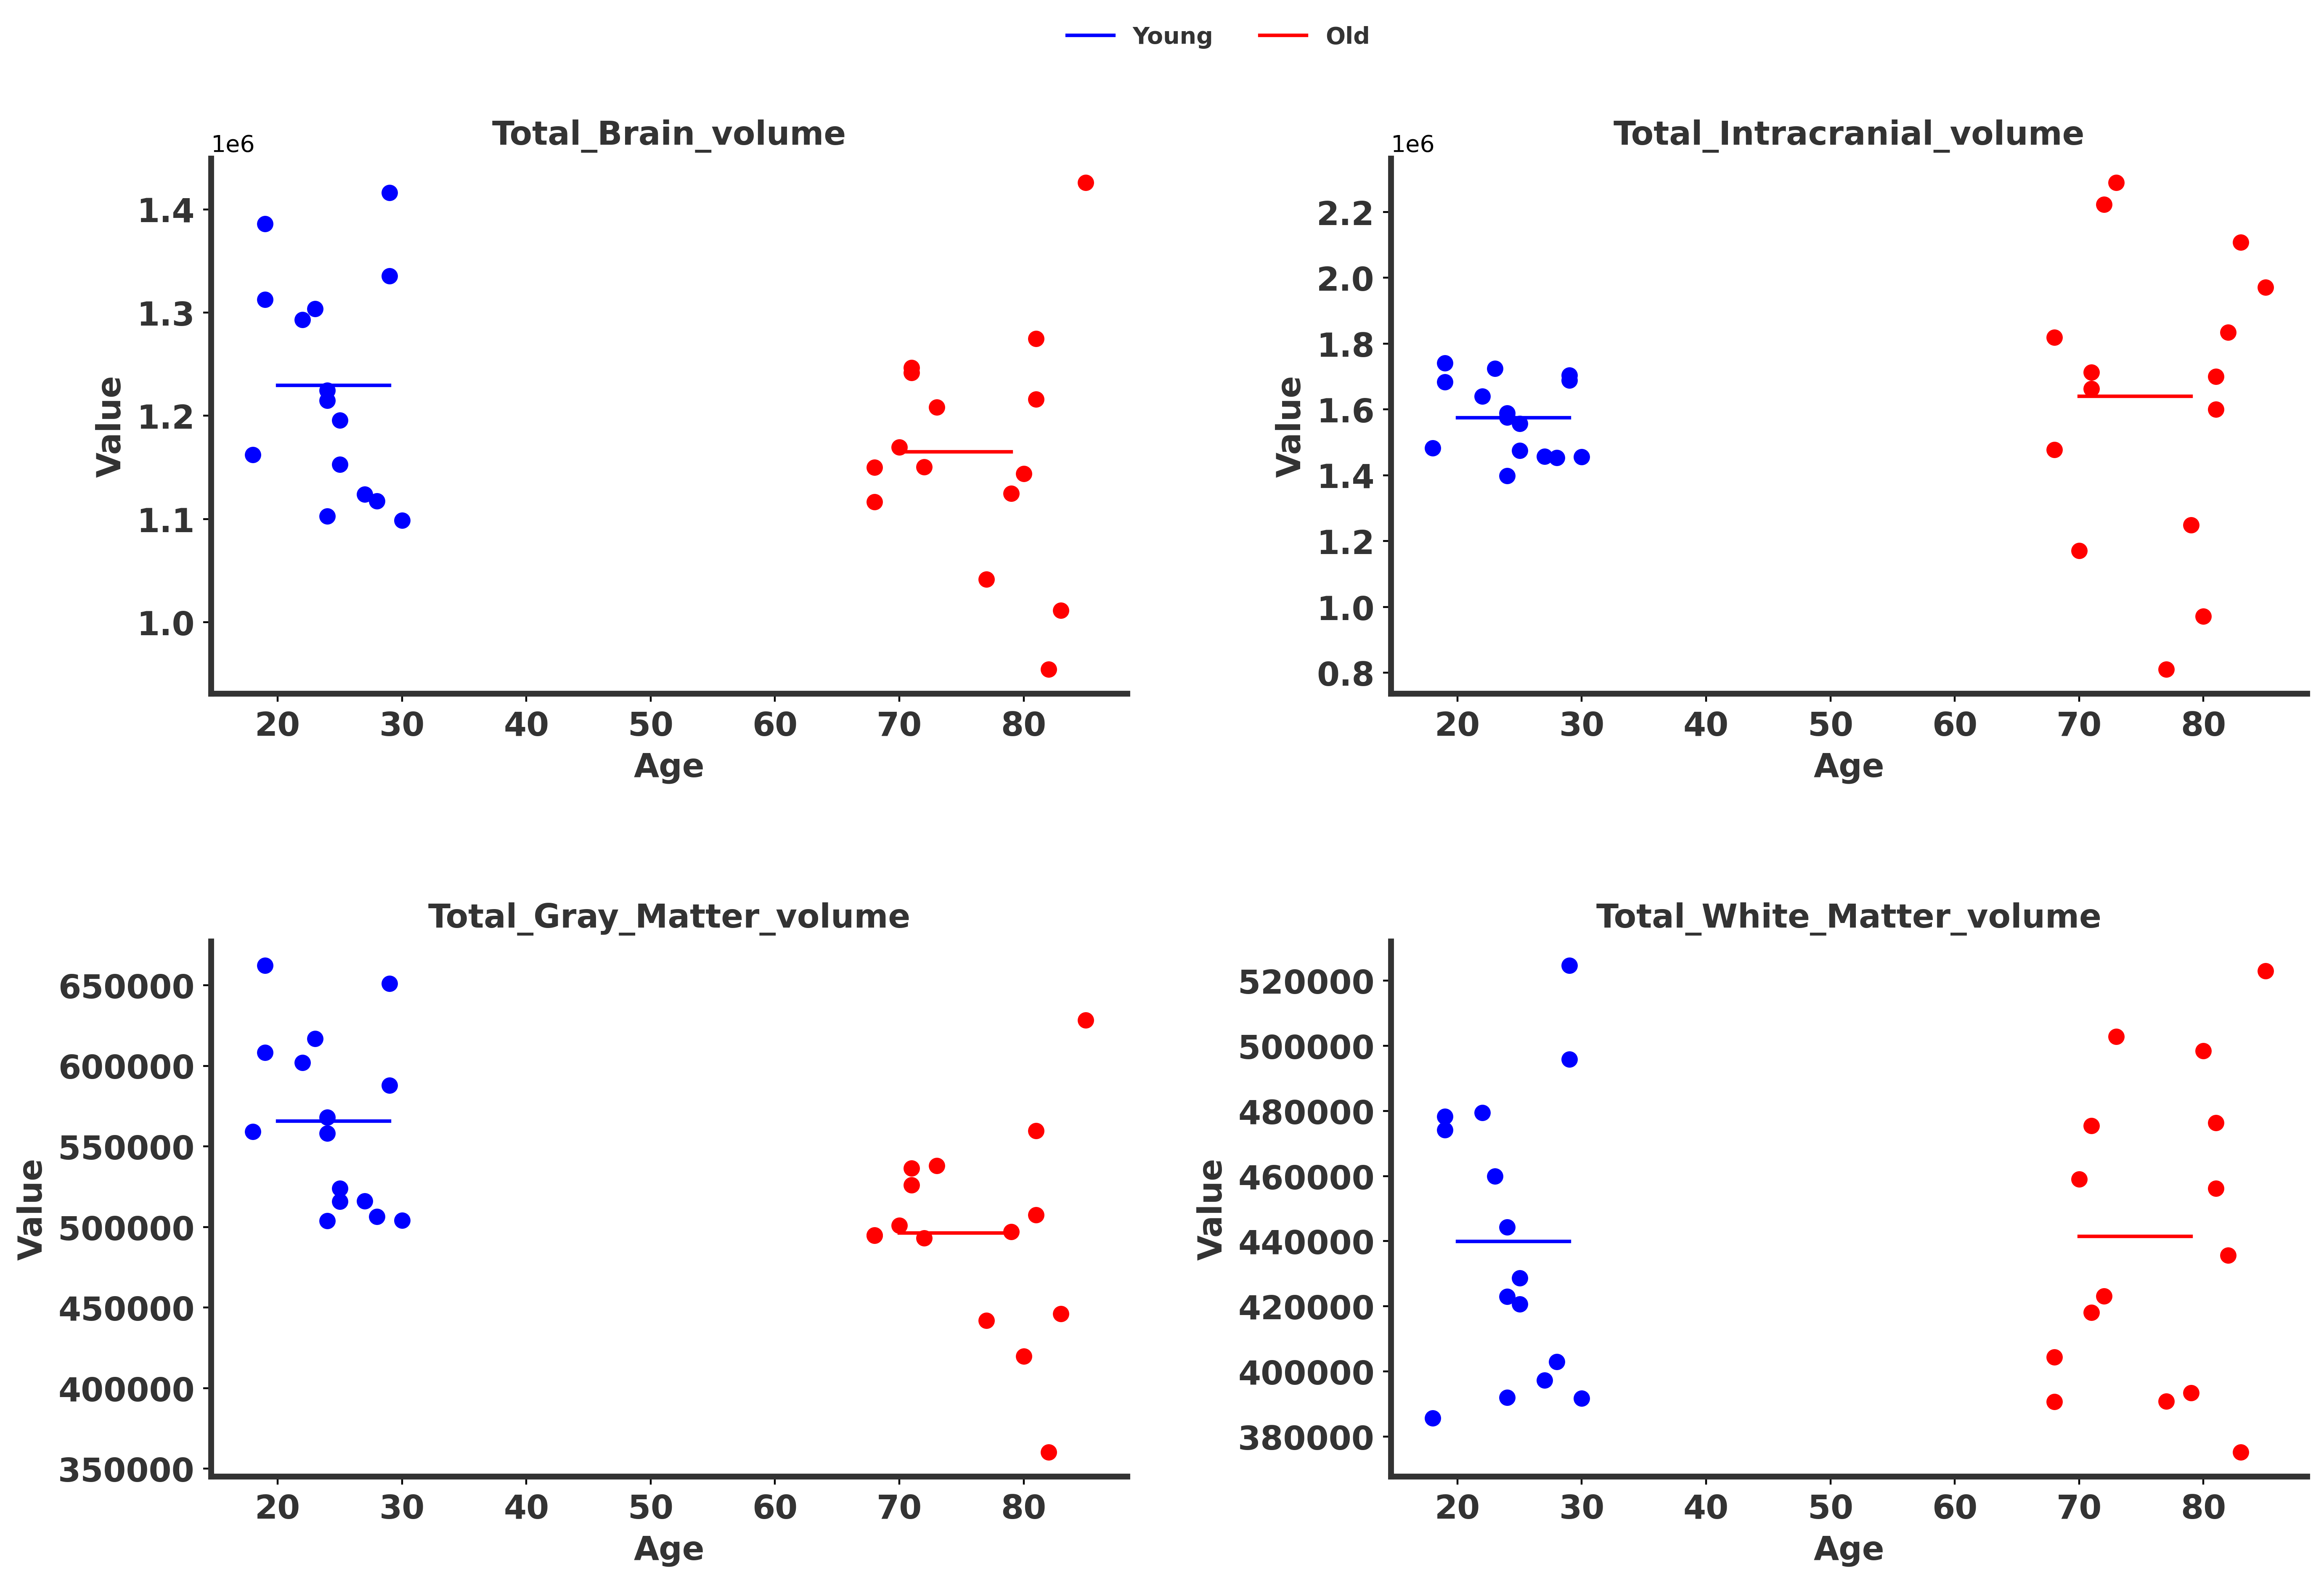 Young Old
Total_Brain_volume
1e6
1.4
1.3
1.2
1.1
1.0
Value
20 30 40 50 60 70 80
Age
Total_Intracranial_volume
1e6
2.2
2.0
1.8
1.6
1.4
1.2
1.0
0.8
Value
20 30 40 50 60 70 80
Age
Total_Gray_Matter_volume
650000
600000
550000
500000
450000
400000
350000
Value
20 30 40 50 60 70 80
Age
Total_White_Matter_volume
520000
500000
480000
460000
440000
420000
400000
380000
Value
20 30 40 50 60 70 80
Age